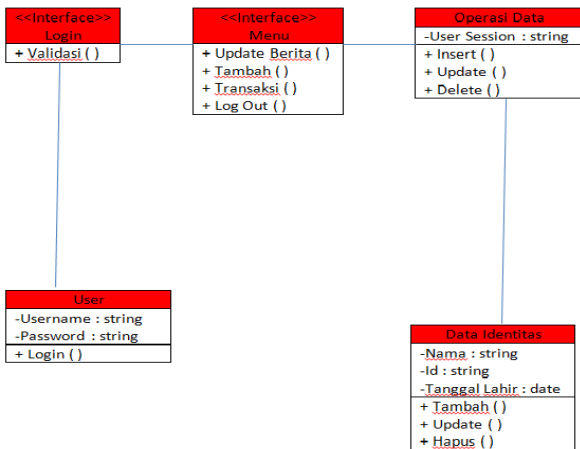 <<Interface>>
Login
+ Validasi ( )
<<Interface>>
Menu
+ Update Berita ( )
+ Tambah ( )
+ Transaksi ( )
+ Log Out ( )
Operasi Data
-User Session : string
+ Insert ( )
+ Update ( )
+ Delete ( )
User
-Username : string
-Password : string
+ Login ( )
Data Identitas
-Nama : string
-Id : string
-Tanggal Lahir : date
+ Tambah ( )
+ Update ( )
+ Hapus ( )